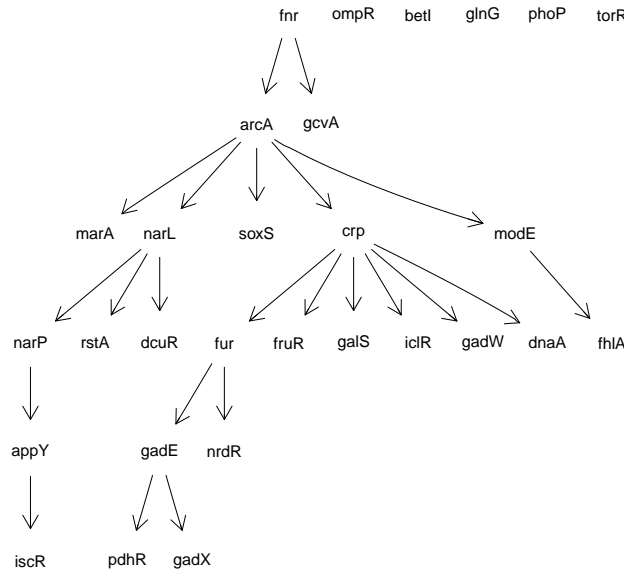 fnr ompR betI glnG phoP torR
arcA gcvA
marA narL soxS crp modE
narP rstA dcuR fur fruR galS iclR gadW dnaA fhlA
appY gadE nrdR
iscR pdhR gadX